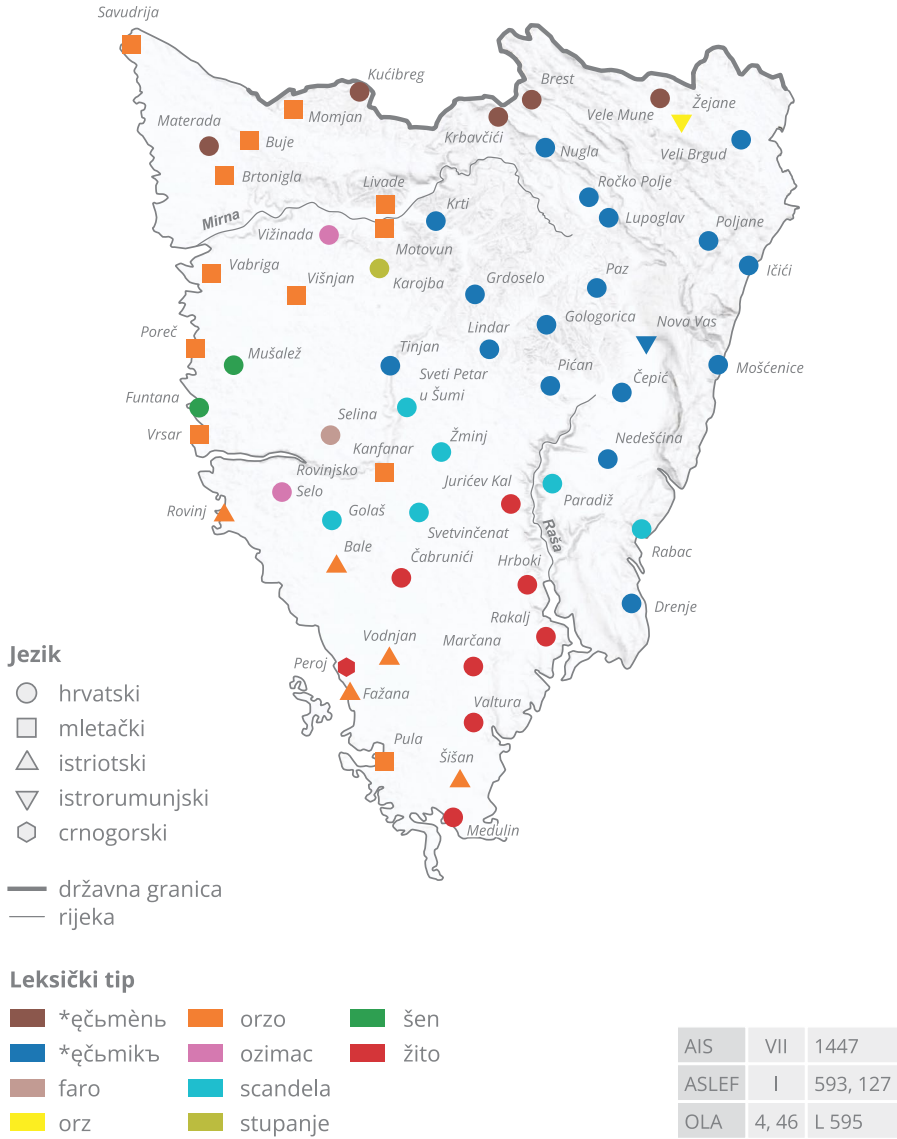 Savudrija
Kućibreg
Brest
Momjan
Vele Mune
Žejane
Materada
Krbavčići
Buje
Nugla
Veli Brgud
Brtonigla
Livade
Ročko Polje
Mirna
Krti
Lupoglav
Poljane
Vižinada
Motovun
Vabriga
Višnjan
Karojba
Grdoselo
Paz
Ičići
Gologorica
Nova Vas
Poreč
Lindar
Mušalež
Tinjan
Pićan
Mošćenice
Sveti Petar
u Šumi
Čepić
Funtana
Selina
Vrsar
Žminj
Nedešćina
Kanfanar
Rovinjsko
Selo
Jurićev Kal
Paradiž
Rovinj
Golaš
Svetvinčenat
Raša
Bale
Čabrunići
Hrboki
Rabac
Drenje
Rakalj
Vodnjan
Marčana
Peroj
Fažana
Valtura
Pula
Šišan
Medulin
Jezik
hrvatski
mletački
istriotski
istrorumunjski
crnogorski
državna granica
rijeka
Leksički tip
*ęčьmènь
*ęčьmikъ
faro
orz
orzo
ozimac
scandela
stupanje
šen
žito
AIS VII 1447
ASLEF I 593, 127
OLA 4, 46 L 595